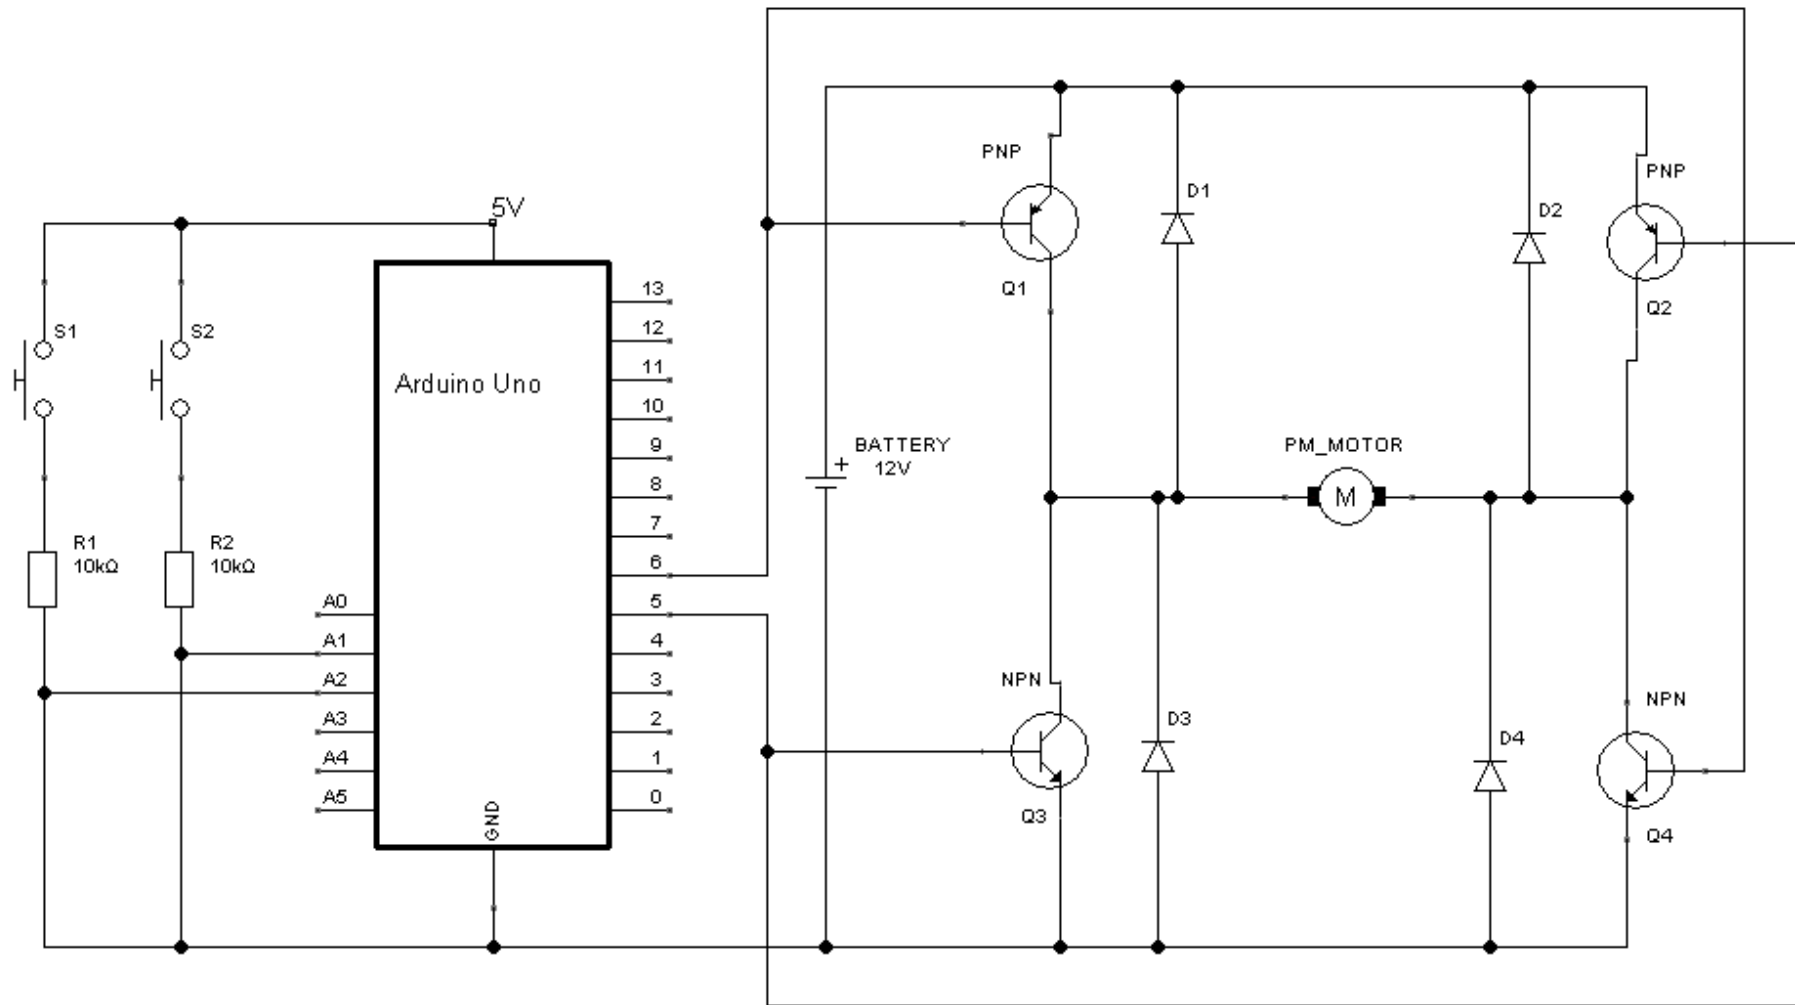 5V
S1
S2
R1
10kΩ
R2
10kΩ
Arduino Uno
13
12
11
10
9
8
7
6
5
4
3
2
1
0
A0
A1
A2
A3
A4
A5
GND
BATTERY
+
12V
PNP
Q1
D1
D2
PNP
Q2
PM_MOTOR
M
NPN
Q3
D3
D4
NPN
Q4